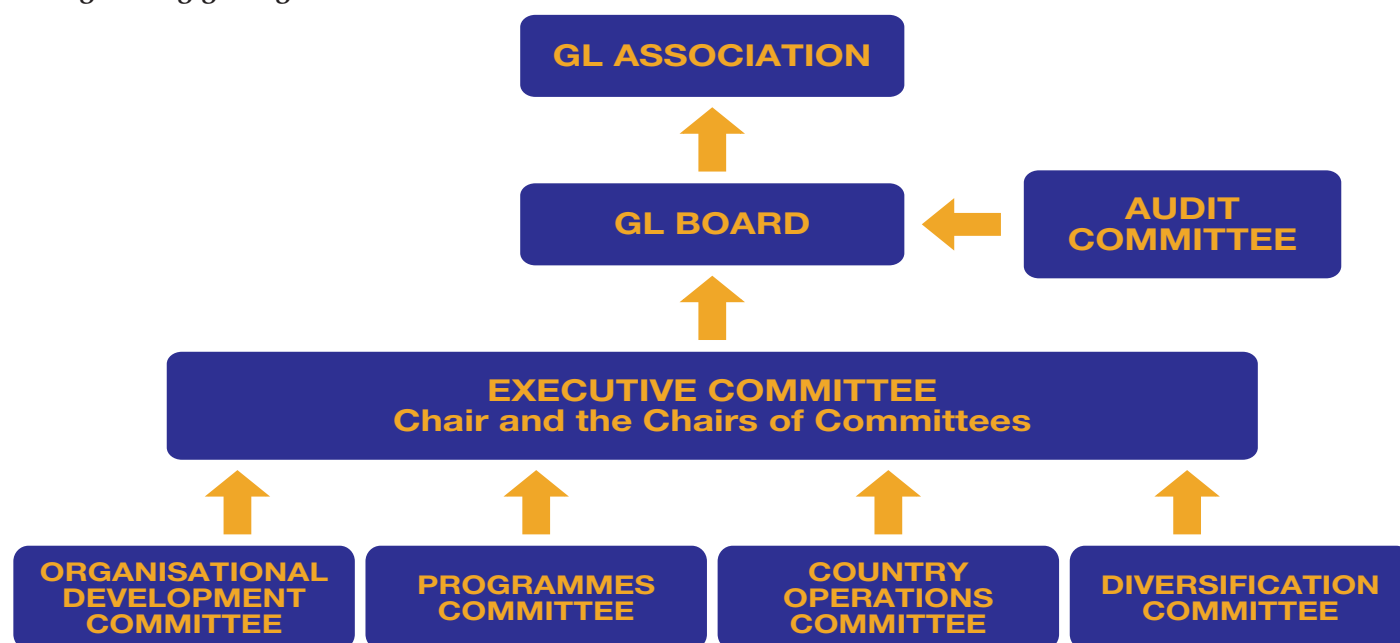 GL ASSOCIATION
GL BOARD
AUDIT
COMMITTEE
EXECUTIVE COMMITTEE
Chair and the Chairs of Committees
ORGANISATIONAL
DEVELOPMENT
COMMITTEE
PROGRAMMES
COMMITTEE
COUNTRY
OPERATIONS
COMMITTEE
DIVERSIFICATION
COMMITTEE